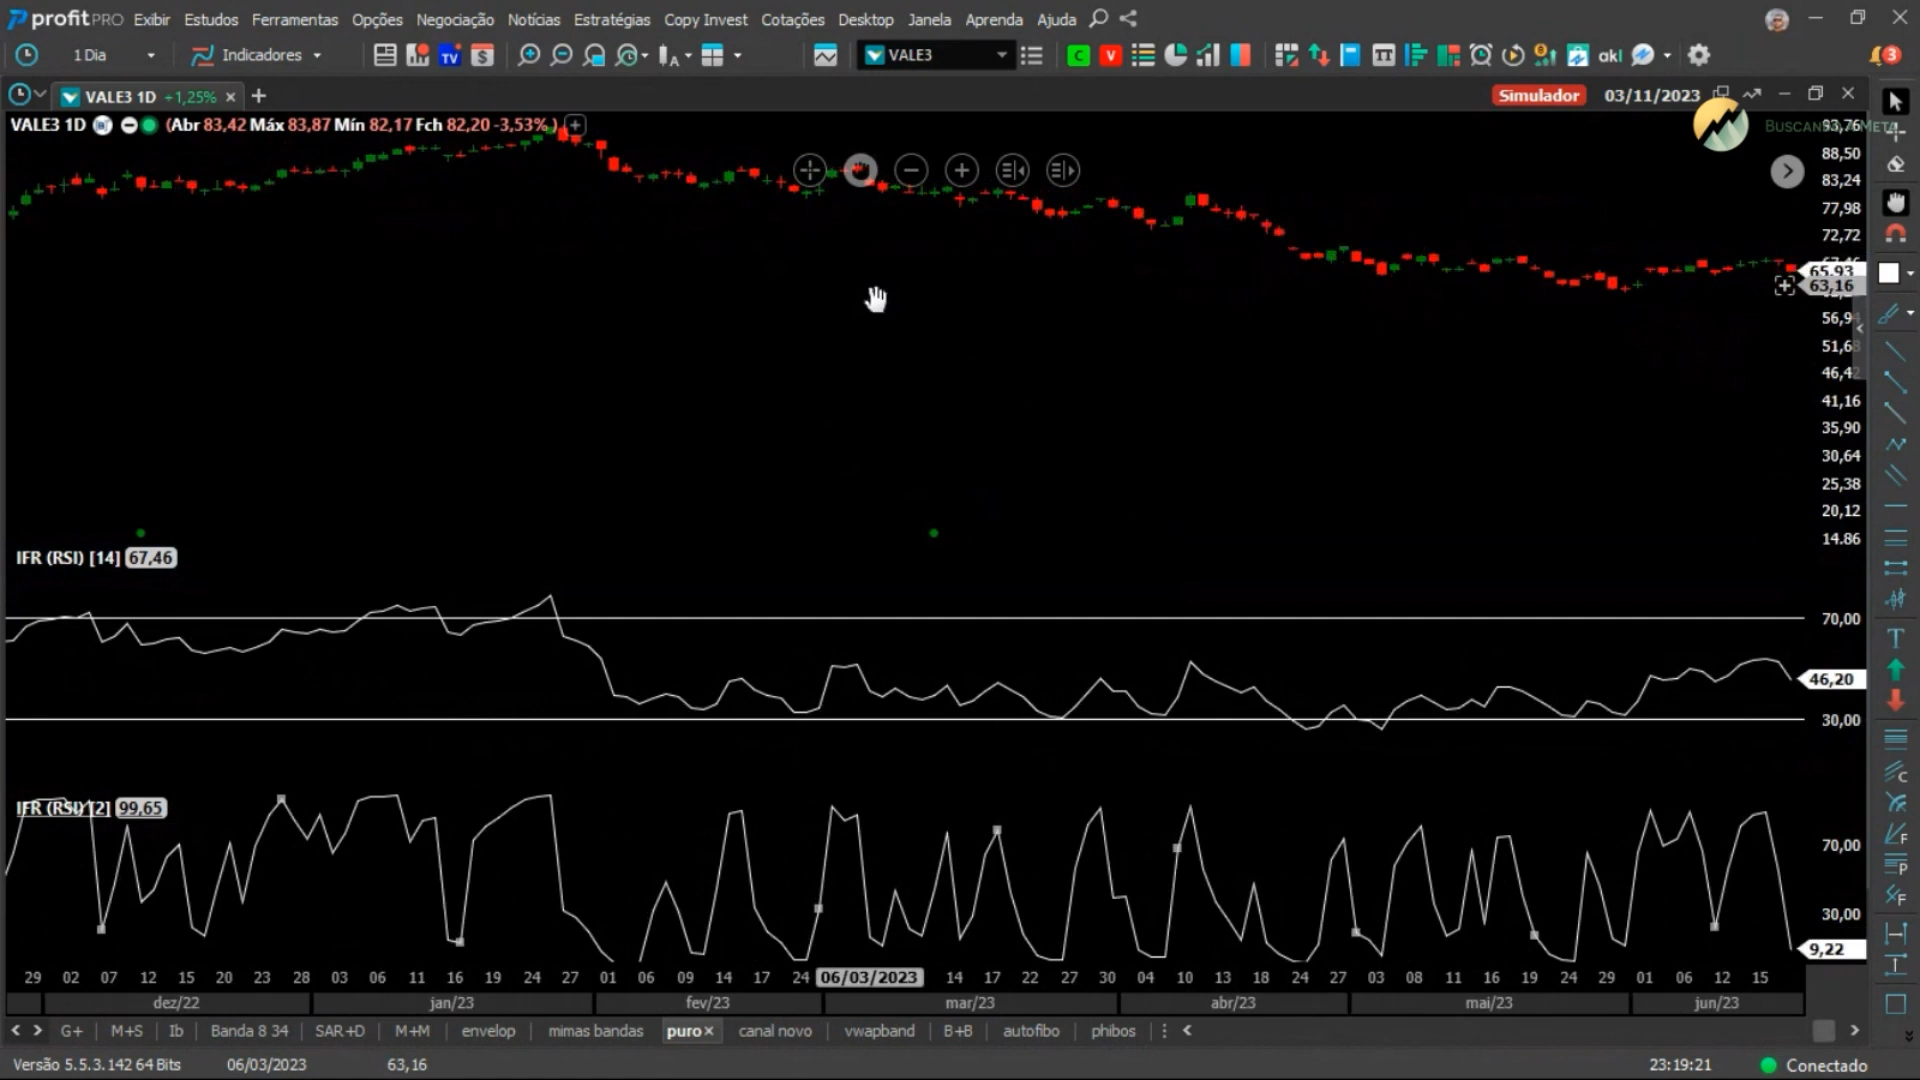 profitPRO Exibir Estudos Ferramentas Opções Negociação Notícias Estratégias Copy Invest Cotações Desktop Janela Aprenda Ajuda
1 Dia Indicadores TV A VALE3 C V TT akl 3
VALE3 1D +1,25% Simulador 03/11/2023
VALE3 1D (Abr 83,42 Máx 83,87 Mín 82,17 Fch 82,20 -3,53% )
93,76
88,50
83,24
77,98
72,72
65,93
63,16
56,94
51,68
46,42
41,16
35,90
30,64
25,38
20,12
14.86
IFR (RSI) [14] 67,46
70,00
46,20
30,00
IFR (RSI) [2] 99,65
70,00
30,00
9,22
29 02 07 12 15 20 23 28 03 06 11 16 19 24 27 01 06 09 14 17 24 06/03/2023 14 17 22 27 30 04 10 13 18 24 27 03 08 11 16 19 24 29 01 06 12 15
dez/22 jan/23 fev/23 mar/23 abr/23 mai/23 jun/23
G+ M+S Ib Banda 8 34 SAR+D M+M envelop mimas bandas puro canal novo vwapband B+B autofibo phibos
Versão 5.5.3.142 64 Bits 06/03/2023 63,16 23:19:21 Conectado